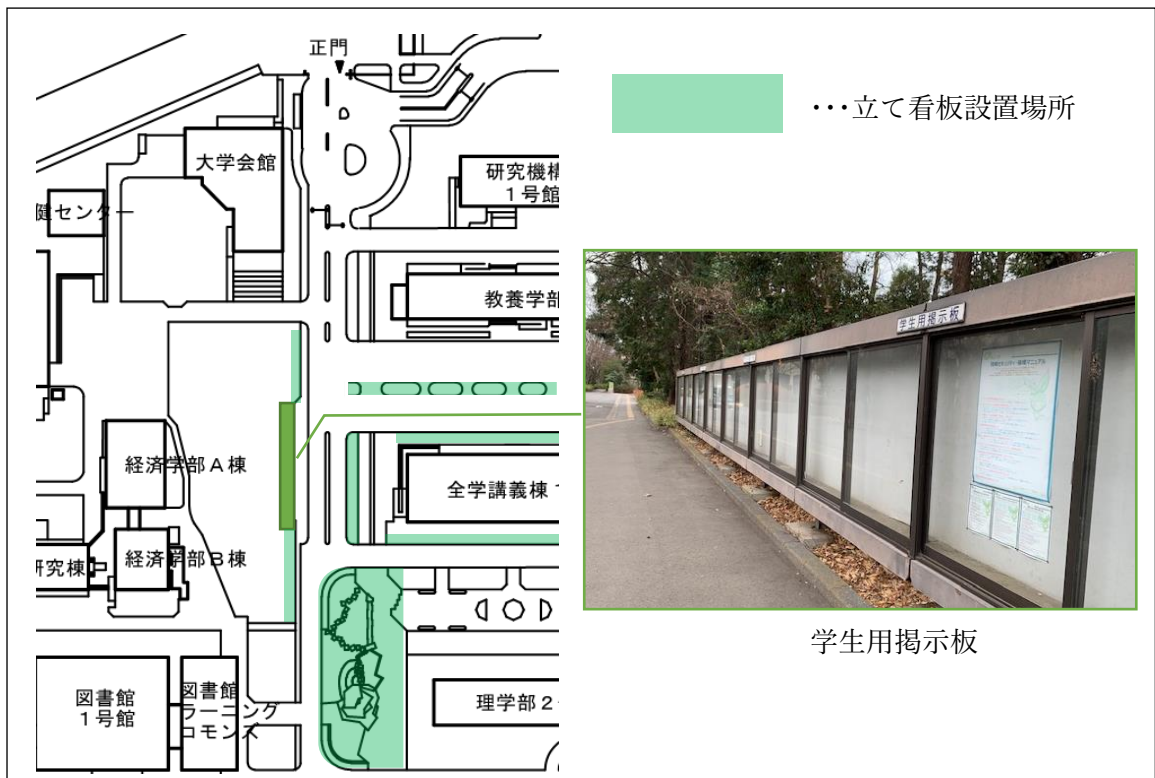 正門
・・・立て看板設置場所
大学会館
研究機構
1号館
健センター
教養学部
学生用掲示板
経済学部A棟
全学講義棟1
経済学部B棟
研究棟
学生用掲示板
図書館
1号館
図書館
ラーニング
コモンズ
理学部2